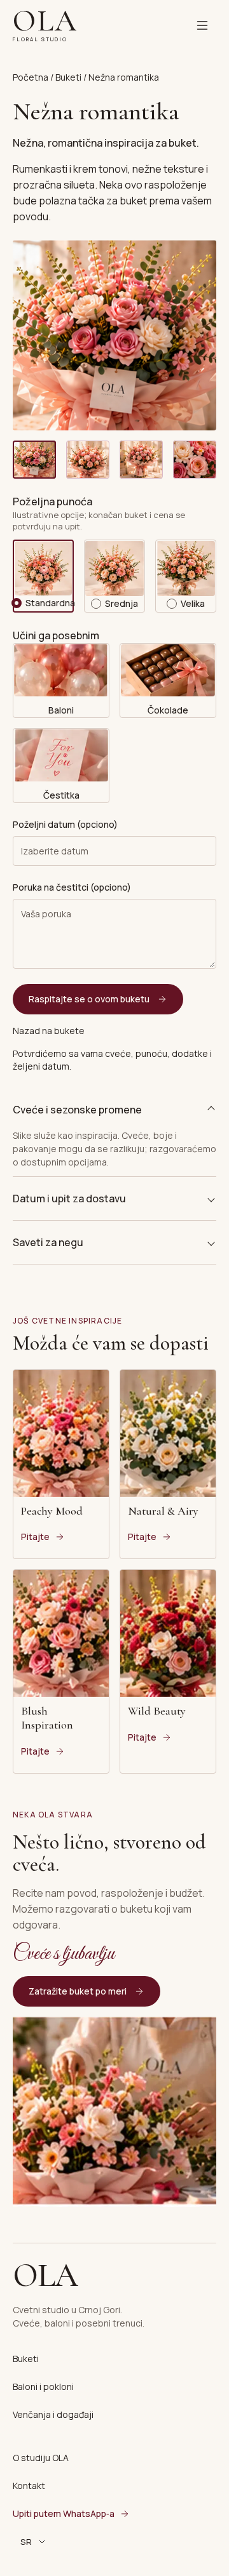 OLA
FLORAL STUDIO
Početna / Buketi / Nežna romantika
Nežna romantika
Nežna, romantična inspiracija za buket.
Rumenkasti i krem tonovi, nežne teksture i
prozračna silueta. Neka ovo raspoloženje
bude polazna tačka za buket prema vašem
povodu.
OLA
Poželjna punoća
Ilustrativne opcije; konačan buket i cena se
potvrđuju na upit.
Standardna
Srednja
Velika
Učini ga posebnim
Baloni
Čokolade
For You
Čestitka
Poželjni datum (opciono)
Izaberite datum
Poruka na čestitci (opciono)
Vaša poruka
Raspitajte se o ovom buketu →
Nazad na bukete
Potvrdićemo sa vama cveće, punoću, dodatke i
željeni datum.
Cveće i sezonske promene
Slike služe kao inspiracija. Cveće, boje i
pakovanje mogu da se razlikuju; razgovaraćemo
o dostupnim opcijama.
Datum i upit za dostavu
Saveti za negu
JOŠ CVETNE INSPIRACIJE
Možda će vam se dopasti
Peachy Mood
Pitajte →
Natural & Airy
Pitajte →
Blush
Inspiration
Pitajte →
Wild Beauty
Pitajte →
NEKA OLA STVARA
Nešto lično, stvoreno od
cveća.
Recite nam povod, raspoloženje i budžet.
Možemo razgovarati o buketu koji vam
odgovara.
Cveće s ljubavlju
Zatražite buket po meri →
OLA
OLA
Cvetni studio u Crnoj Gori.
Cveće, baloni i posebni trenuci.
Buketi
Baloni i pokloni
Venčanja i događaji
O studiju OLA
Kontakt
Upiti putem WhatsApp-a →
SR